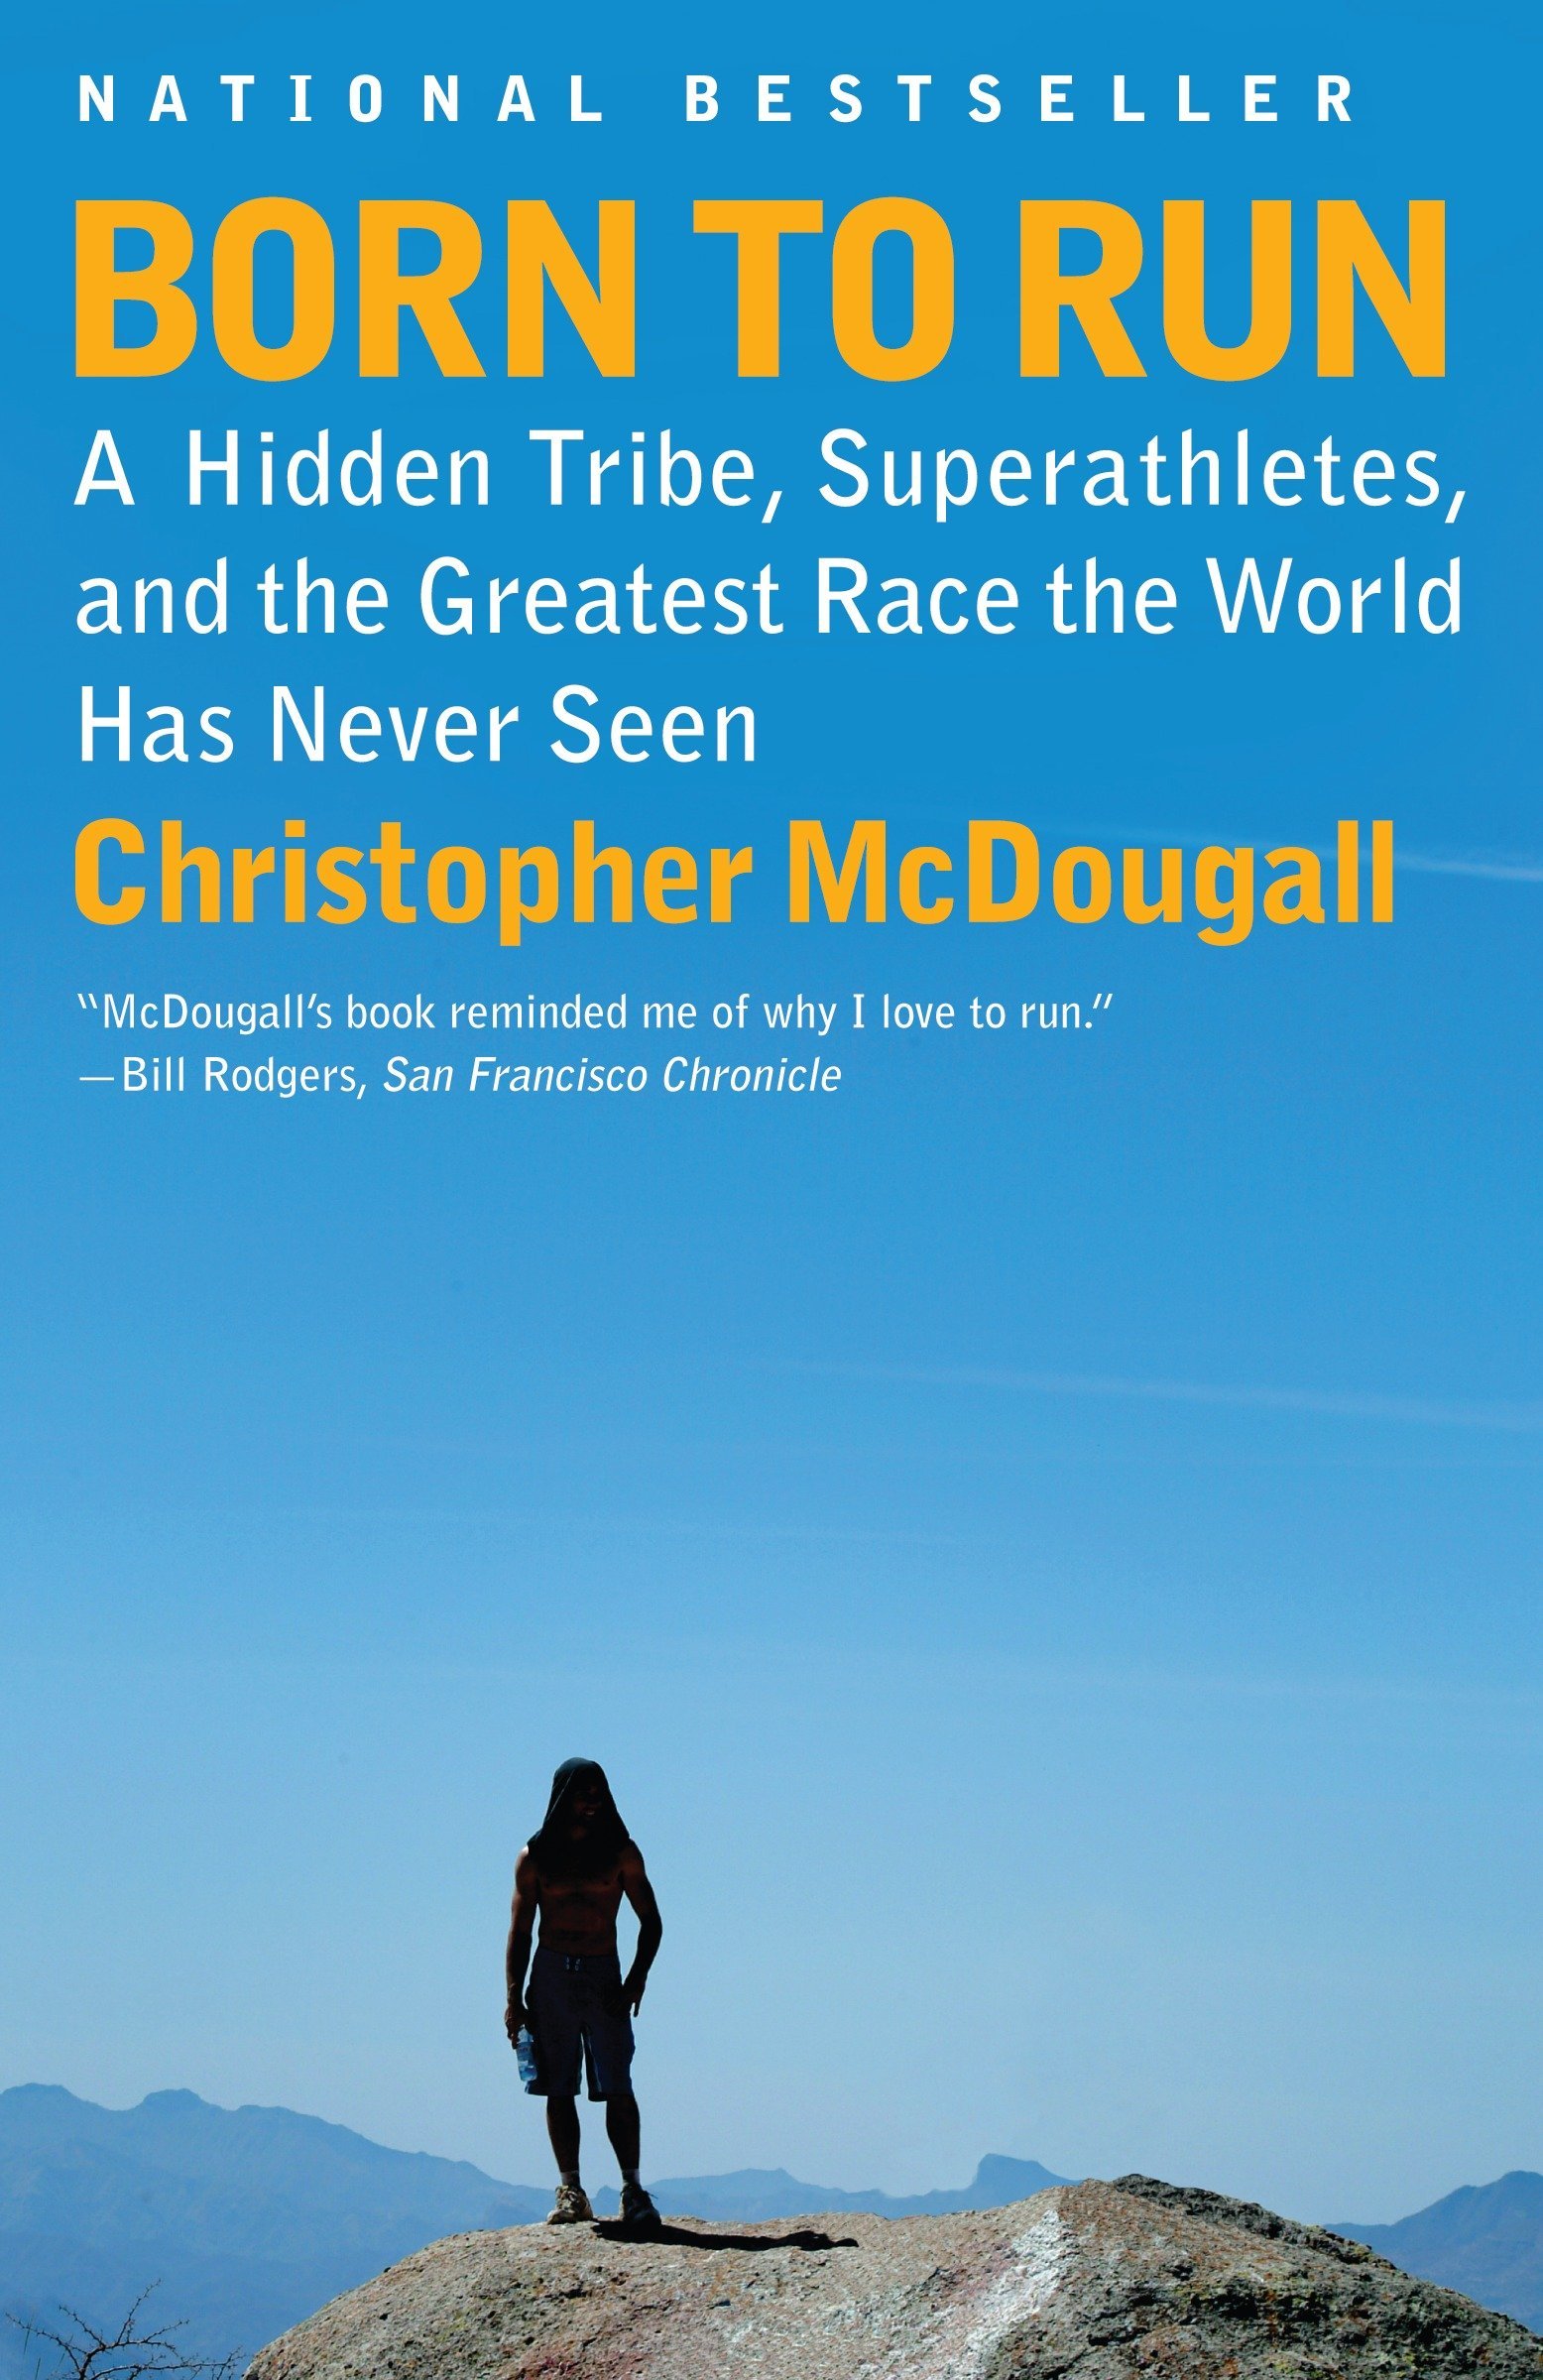 NATIONAL BESTSELLER
BORN TO RUN
A Hidden Tribe, Superathletes,
and the Greatest Race the World
Has Never Seen
Christopher McDougall
“McDougall’s book reminded me of why I love to run.”
—Bill Rodgers, San Francisco Chronicle